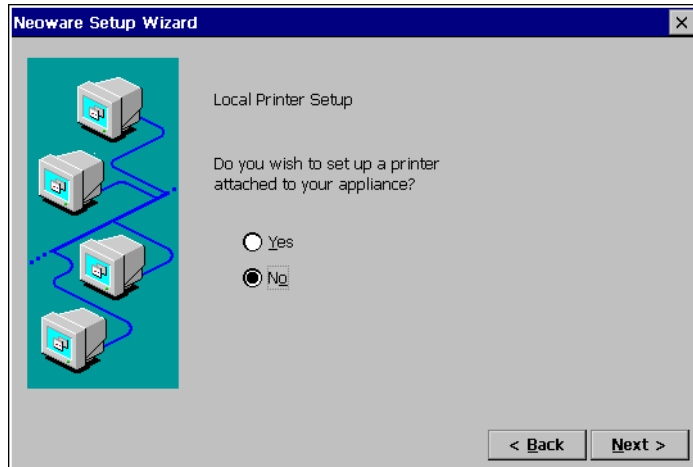 Neoware Setup Wizard
Local Printer Setup
Do you wish to set up a printer
attached to your appliance?
Yes
No
< Back
Next >